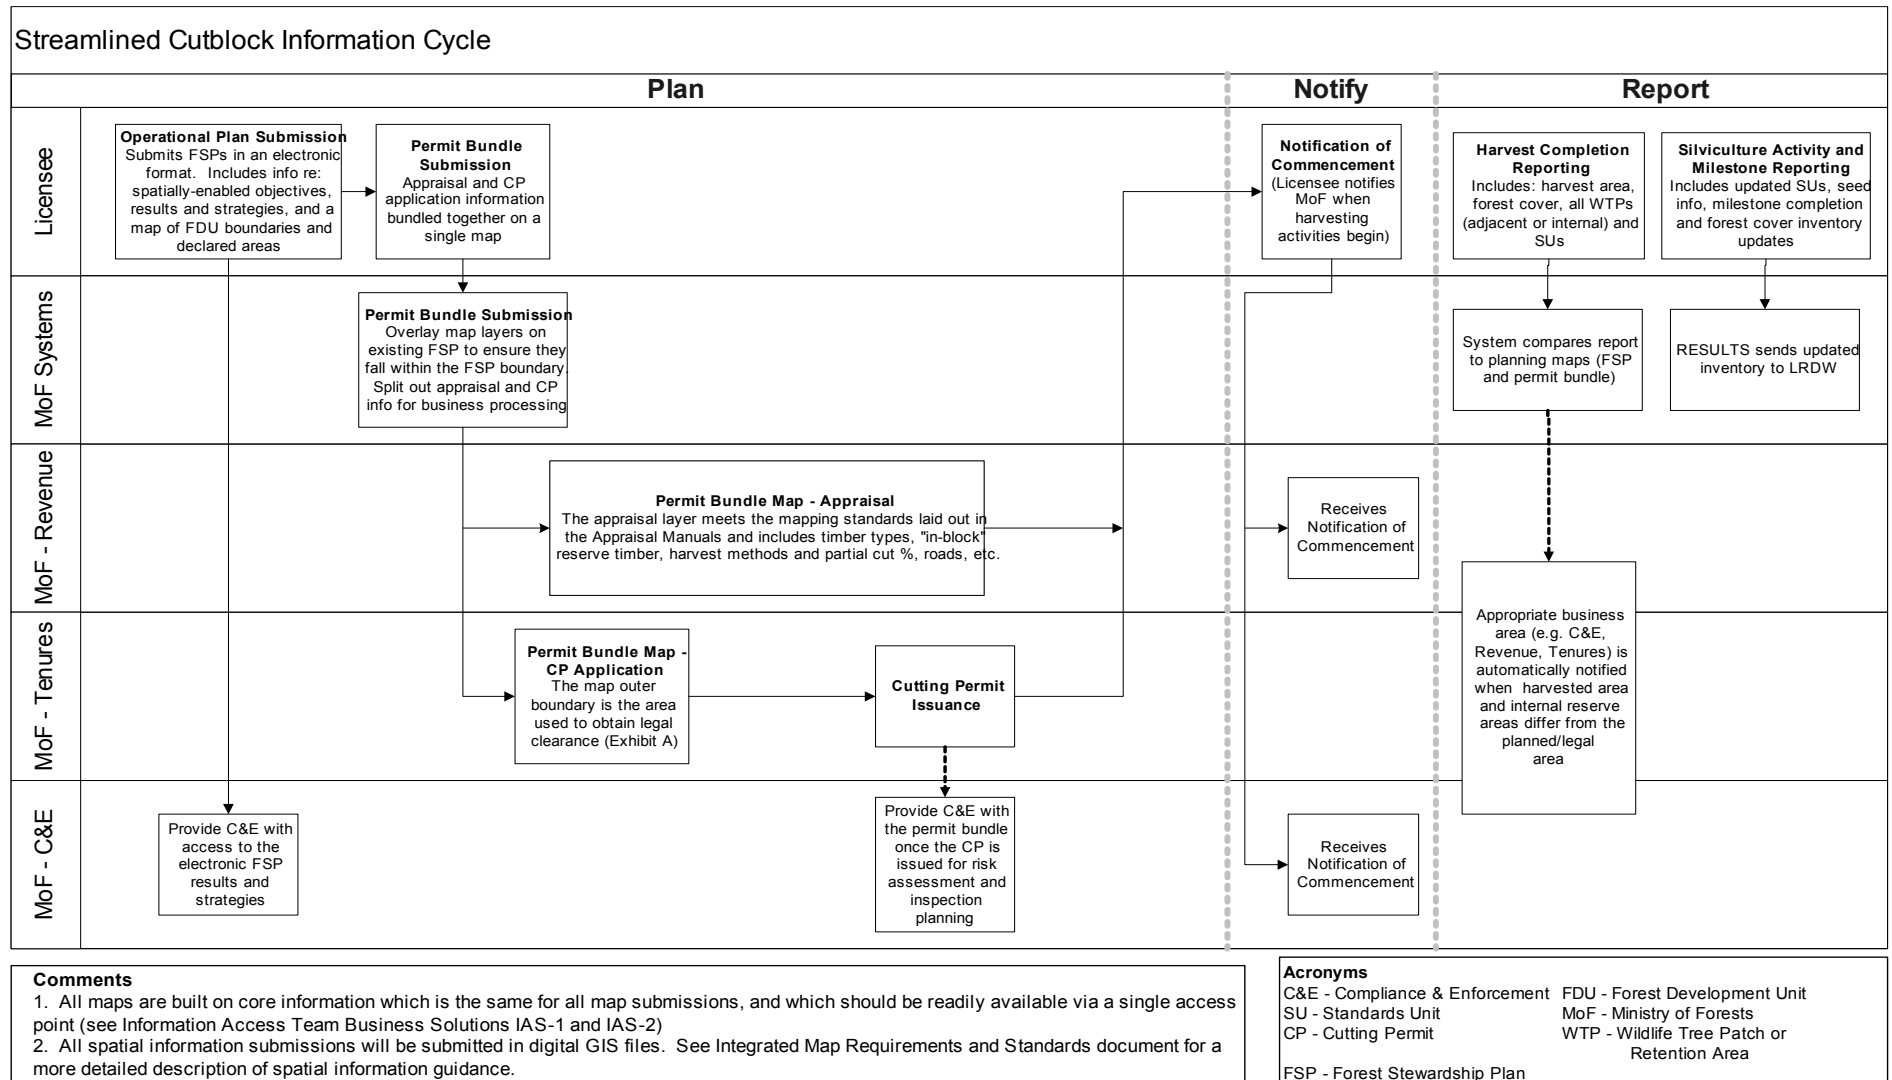 Streamlined Cutblock Information Cycle
Plan
Notify
Report
Licensee
Operational Plan Submission
Submits FSPs in an electronic
format. Includes info re:
spatially-enabled objectives,
results and strategies, and a
map of FDU boundaries and
declared areas
Permit Bundle
Submission
Appraisal and CP
application information
bundled together on a
single map
Notification of
Commencement
(Licensee notifies
MoF when
harvesting
activities begin)
Harvest Completion
Reporting
Includes: harvest area,
forest cover, all WTPs
(adjacent or internal) and
SUs
Silviculture Activity and
Milestone Reporting
Includes updated SUs, seed
info, milestone completion
and forest cover inventory
updates
MoF Systems
Permit Bundle Submission
Overlay map layers on
existing FSP to ensure they
fall within the FSP boundary.
Split out appraisal and CP
info for business processing
System compares report
to planning maps (FSP
and permit bundle)
RESULTS sends updated
inventory to LRDW
MoF - Revenue
Permit Bundle Map - Appraisal
The appraisal layer meets the mapping standards laid out in
the Appraisal Manuals and includes timber types, "in-block"
reserve timber, harvest methods and partial cut %, roads, etc.
Receives
Notification of
Commencement
Appropriate business
area (e.g. C&E,
Revenue, Tenures) is
automatically notified
when harvested area
and internal reserve
areas differ from the
planned/legal
area
MoF - Tenures
Permit Bundle Map -
CP Application
The map outer
boundary is the area
used to obtain legal
clearance (Exhibit A)
Cutting Permit
Issuance
MoF - C&E
Provide C&E with
access to the
electronic FSP
results and
strategies
Provide C&E with
the permit bundle
once the CP is
issued for risk
assessment and
inspection
planning
Receives
Notification of
Commencement
Comments
1. All maps are built on core information which is the same for all map submissions, and which should be readily available via a single access
point (see Information Access Team Business Solutions IAS-1 and IAS-2)
2. All spatial information submissions will be submitted in digital GIS files. See Integrated Map Requirements and Standards document for a
more detailed description of spatial information guidance.
Acronyms
C&E - Compliance & Enforcement
SU - Standards Unit
CP - Cutting Permit
FSP - Forest Stewardship Plan
FDU - Forest Development Unit
MoF - Ministry of Forests
WTP - Wildlife Tree Patch or
Retention Area